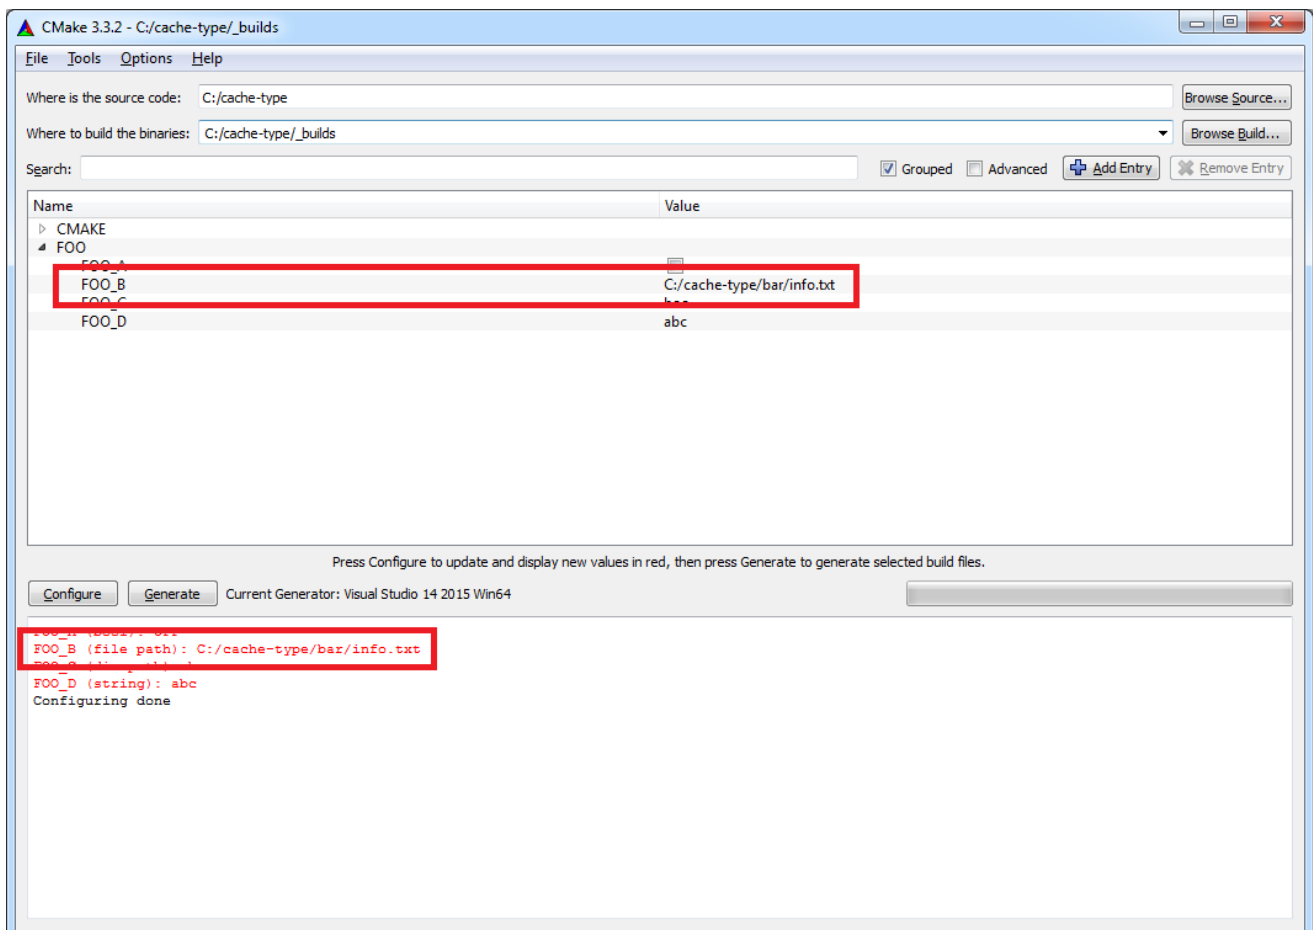 CMake 3.3.2 - C:/cache-type/_builds
File Tools Options Help
Where is the source code: C:/cache-type Browse Source...
Where to build the binaries: C:/cache-type/_builds Browse Build...
Search: Grouped Advanced Add Entry Remove Entry
Name Value
CMAKE
FOO
FOO_A
FOO_B C:/cache-type/bar/info.txt
FOO_C
FOO_D abc
Press Configure to update and display new values in red, then press Generate to generate selected build files.
Configure Generate Current Generator: Visual Studio 14 2015 Win64
FOO_A (bool):
FOO_B (file path): C:/cache-type/bar/info.txt
FOO_D (string): abc
Configuring done